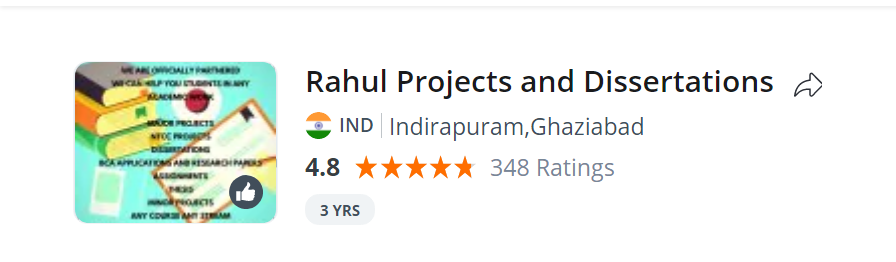 WE ARE OFFICIALLY PARTNERED
WE CAN HELP YOU STUDENTS IN ANY
ACADEMIC WORK
MAJOR PROJECTS
NTCC PROJECTS
DISSERTATIONS
BCA APPLICATIONS AND RESEARCH PAPERS
ASSIGNMENTS
THESIS
MINOR PROJECTS
ANY COURSE ANY STREAM
Rahul Projects and Dissertations
IND Indirapuram,Ghaziabad
4.8 348 Ratings
3 YRS